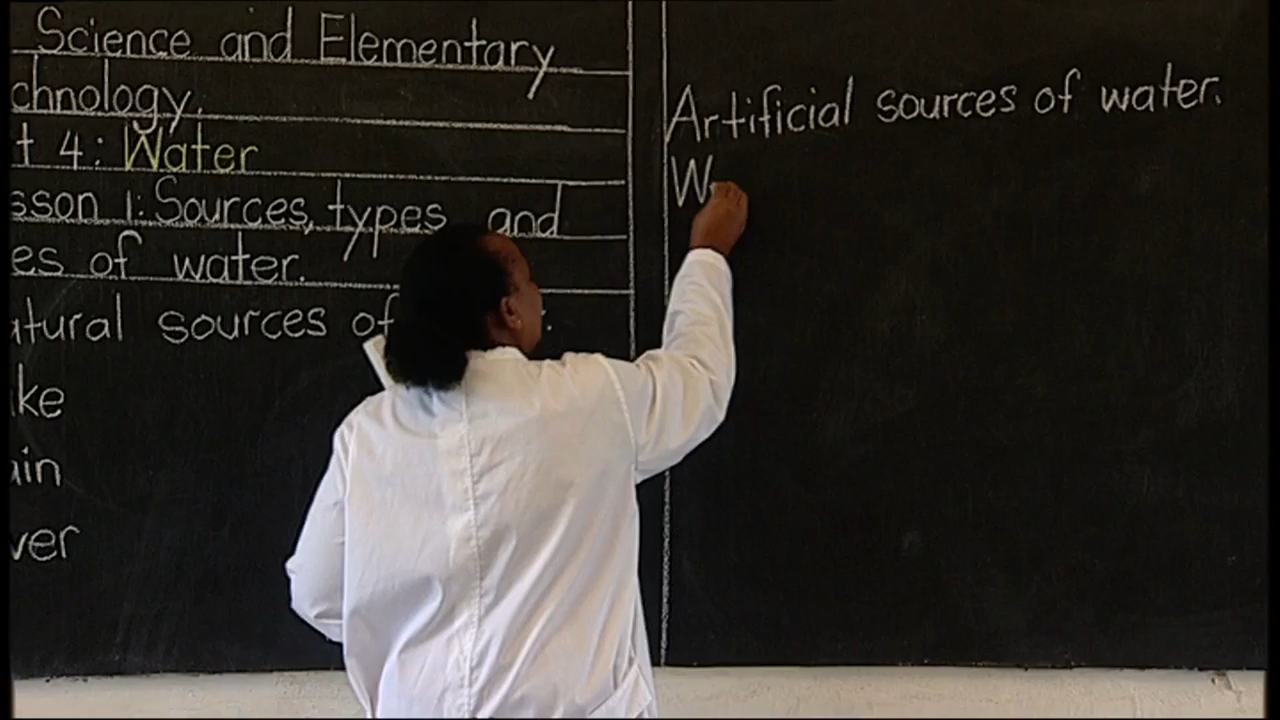 Science and Elementary
chnology,
t 4: Water
sson 1: Sources, types and
es of water.
atural sources of
ke
ain
ver
Artificial sources of water.
W